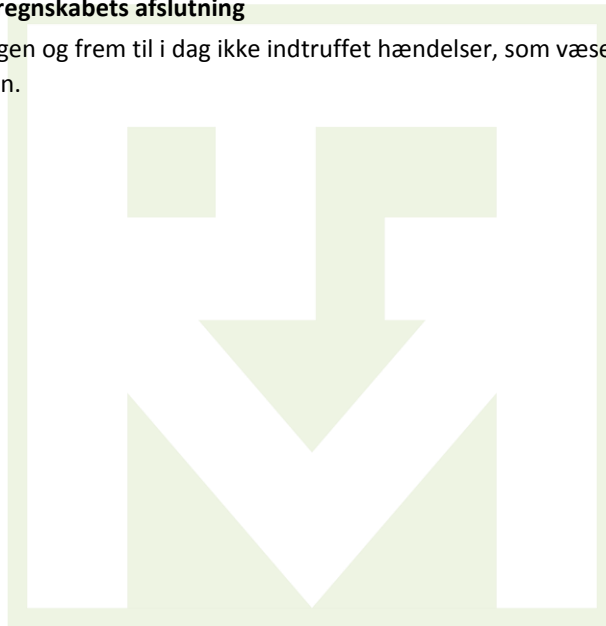 regnskabets afslutning
gen og frem til i dag ikke indtruffet hændelser, som væse
n.